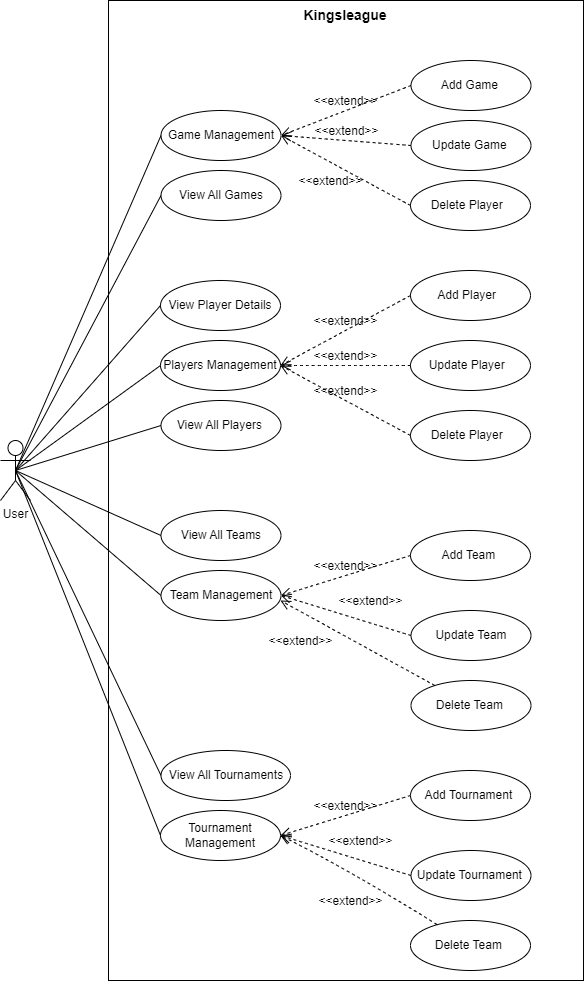 Kingsleague
Add Game
<<extend>>
Game Management
<<extend>>
Update Game
<<extend>>
View All Games
Delete Player
View Player Details
Add Player
<<extend>>
Players Management
<<extend>>
Update Player
<<extend>>
View All Players
Delete Player
User
View All Teams
Add Team
<<extend>>
Team Management
<<extend>>
Update Team
<<extend>>
Delete Team
View All Tournaments
Add Tournament
<<extend>>
Tournament
Management
<<extend>>
Update Tournament
<<extend>>
Delete Team